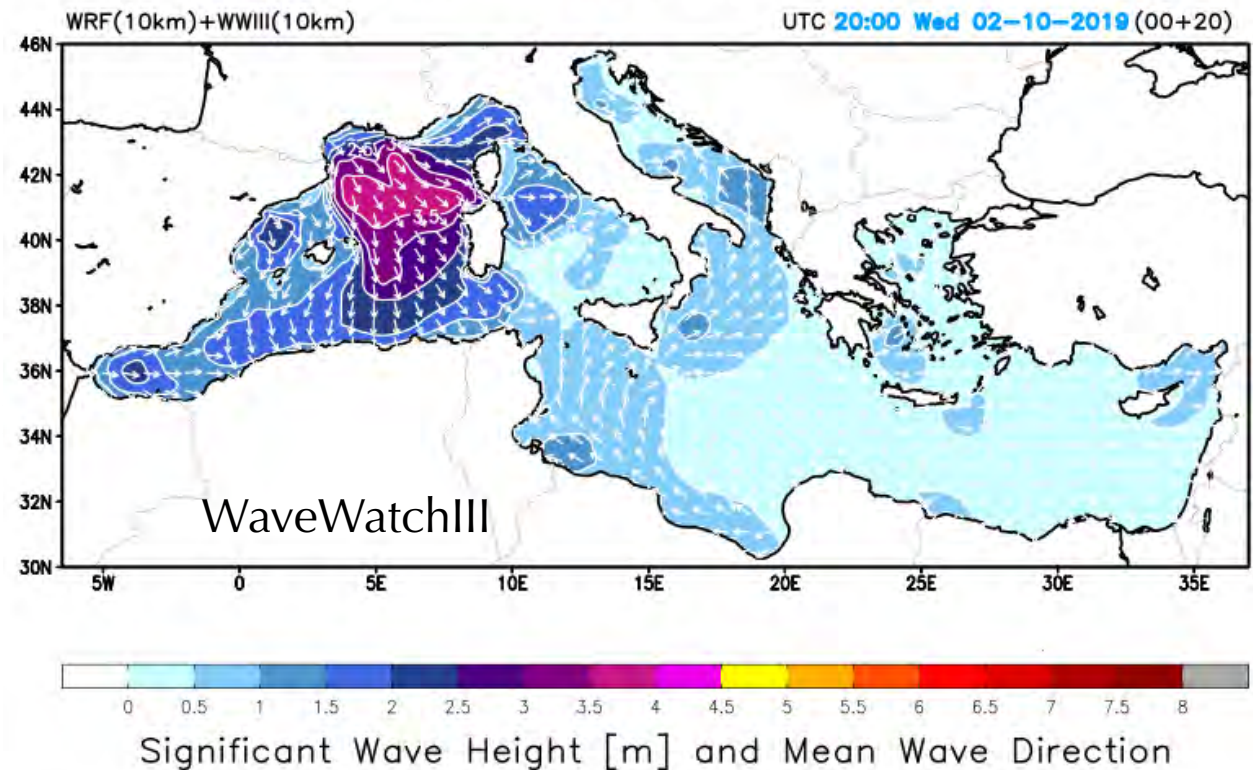 WRF(10km)+WWIII(10km) UTC 20:00 Wed 02-10-2019 (00+20)
46N
44N
2.5
42N
3.5
40N
38N
36N
34N
32N
WaveWatchIII
30N
5W 0 5E 10E 15E 20E 25E 30E 35E
0 0.5 1 1.5 2 2.5 3 3.5 4 4.5 5 5.5 6 6.5 7 7.5 8
Significant Wave Height [m] and Mean Wave Direction